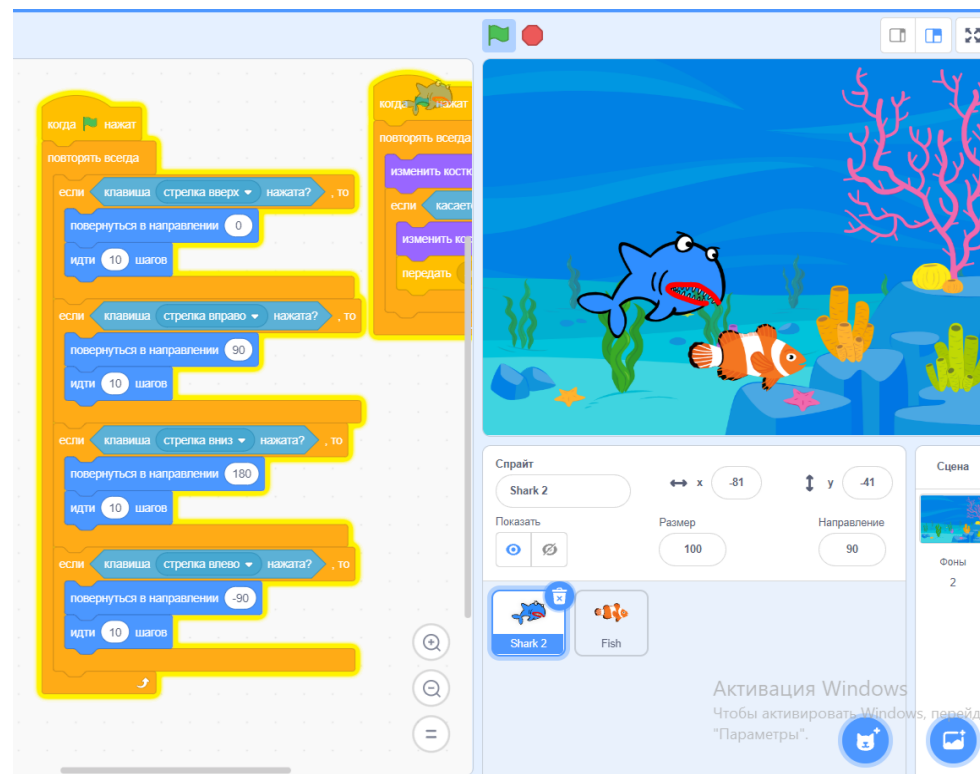 когда нажат
повторять всегда
если клавиша стрелка вверх нажата? , то
повернуться в направлении 0
идти 10 шагов
если клавиша стрелка вправо нажата? , то
повернуться в направлении 90
идти 10 шагов
если клавиша стрелка вниз нажата? , то
повернуться в направлении 180
идти 10 шагов
если клавиша стрелка влево нажата? , то
повернуться в направлении -90
идти 10 шагов
когда нажат
повторять всегда
изменить костю
если касает
изменить ко
передать
Спрайт
Shark 2
x -81
y -41
Показать
Размер
100
Направление
90
Shark 2
Fish
Сцена
Фоны
2
Активация Windows
Чтобы активировать Windows, перейд
"Параметры".